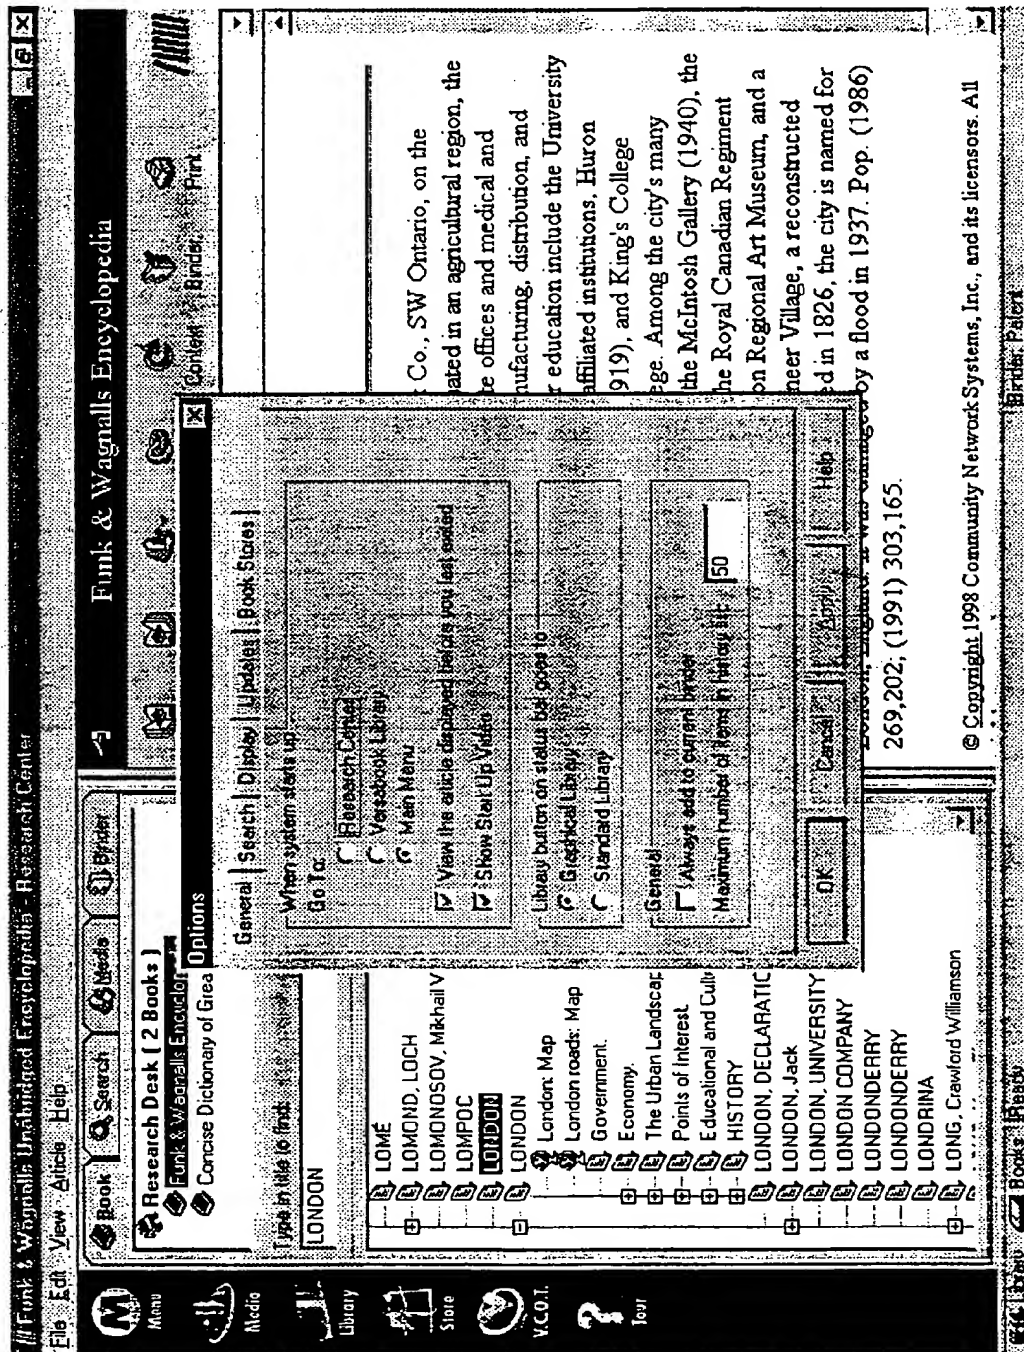 Funk & Wagnalls Unabridged Encyclopedia - Research Center
File Edit View Article Help
Menu
Media
Library
Store
V.C.O.T.
Tour
Book
Search
Media
Binder
Research Desk [ 2 Books ]
Funk & Wagnalls Encyclop
Concise Dictionary of Grea
Type in title to find:
LONDON
LOMÉ
LOMOND, LOCH
LOMONOSOV, Mikhail V
LOMPOC
LONDON
LONDON
London: Map
London roads: Map
Government.
Economy.
The Urban Landscap
Points of Interest.
Educational and Cultu
HISTORY
LONDON, DECLARATIC
LONDON, Jack
LONDON, UNIVERSITY
LONDON COMPANY
LONDONDERRY
LONDONDERRY
LONDRINA
LONG, Crawford Williamson
Funk & Wagnalls Encyclopedia
Context
Binder
Print
Co., SW Ontario, on the
ated in an agricultural region, the
ce offices and medical and
nufacturing, distribution, and
r education include the University
affiliated institutions, Huron
919), and King's College
ege. Among the city's many
the McIntosh Gallery (1940), the
he Royal Canadian Regiment
on Regional Art Museum, and a
neer Village, a reconstructed
ed in 1826, the city is named for
London, England. It was damaged by a flood in 1937. Pop. (1986)
269,202; (1991) 303,165.
© Copyright 1998 Community Network Systems, Inc., and its licensors. All
Options
General
Search
Display
Updates
Book Stores
When system starts up
Go To:
Research Center
Versabook Library
Main Menu
View the article displayed before you last exited
Show Start Up Video
Library button on status bar goes to
Graphical Library
Standard Library
General
Always add to current binder
Maximum number of items in history list: 50
OK
Cancel
Apply
Help
Menu
Books
Ready
Binder: Patent